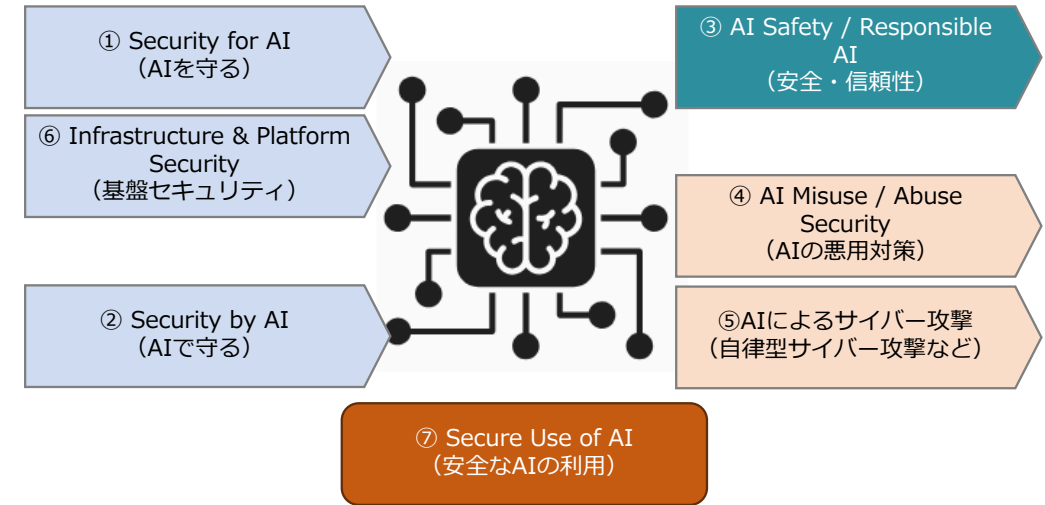 ① Security for AI
（AIを守る）
⑥ Infrastructure & Platform
Security
（基盤セキュリティ）
② Security by AI
（AIで守る）
③ AI Safety / Responsible
AI
（安全・信頼性）
④ AI Misuse / Abuse
Security
（AIの悪用対策）
⑤AIによるサイバー攻撃
（自律型サイバー攻撃など）
⑦ Secure Use of AI
（安全なAIの利用）